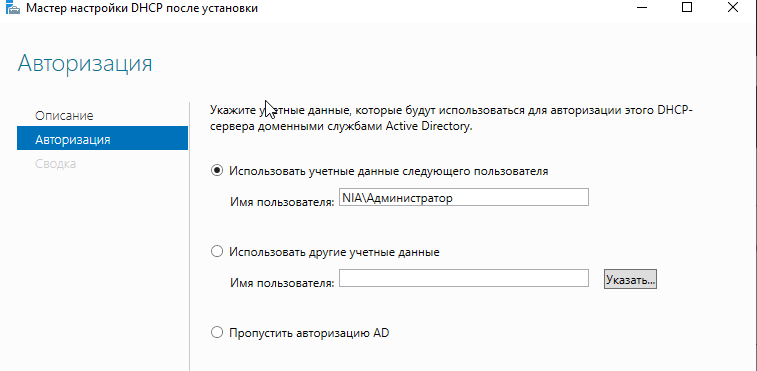 Мастер настройки DHCP после установки
Авторизация
Описание
Авторизация
Сводка
Укажите учетные данные, которые будут использоваться для авторизации этого DHCP-
сервера доменными службами Active Directory.
Использовать учетные данные следующего пользователя
Имя пользователя: NIA\Администратор
Использовать другие учетные данные
Имя пользователя: Указать...
Пропустить авторизацию AD